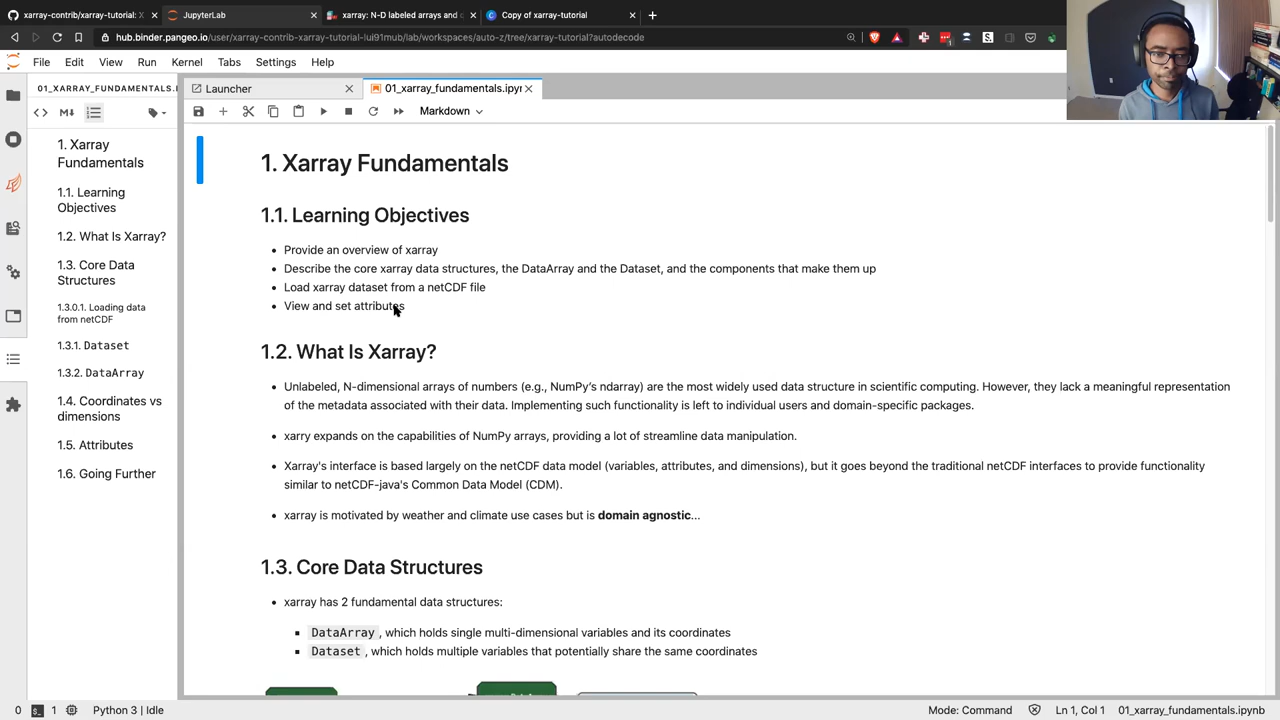 xarray-contrib/xarray-tutorial: X
JupyterLab
xarray: N-D labeled arrays and
Copy of xarray-tutorial
hub.binder.pangeo.io/user/xarray-contrib-xarray-tutorial-lui91mub/lab/workspaces/auto-z/tree/xarray-tutorial?autodecode
File Edit View Run Kernel Tabs Settings Help
01_XARRAY_FUNDAMENTALS.I
Launcher
01_xarray_fundamentals.ipyn
Markdown
1. Xarray
Fundamentals
1.1. Learning
Objectives
1.2. What Is Xarray?
1.3. Core Data
Structures
1.3.0.1. Loading data
from netCDF
1.3.1. Dataset
1.3.2. DataArray
1.4. Coordinates vs
dimensions
1.5. Attributes
1.6. Going Further
1. Xarray Fundamentals
1.1. Learning Objectives
• Provide an overview of xarray
• Describe the core xarray data structures, the DataArray and the Dataset, and the components that make them up
• Load xarray dataset from a netCDF file
• View and set attributes
1.2. What Is Xarray?
• Unlabeled, N-dimensional arrays of numbers (e.g., NumPy's ndarray) are the most widely used data structure in scientific computing. However, they lack a meaningful representation
of the metadata associated with their data. Implementing such functionality is left to individual users and domain-specific packages.
• xarry expands on the capabilities of NumPy arrays, providing a lot of streamline data manipulation.
• Xarray's interface is based largely on the netCDF data model (variables, attributes, and dimensions), but it goes beyond the traditional netCDF interfaces to provide functionality
similar to netCDF-java's Common Data Model (CDM).
• xarray is motivated by weather and climate use cases but is domain agnostic...
1.3. Core Data Structures
• xarray has 2 fundamental data structures:
▪ DataArray , which holds single multi-dimensional variables and its coordinates
▪ Dataset , which holds multiple variables that potentially share the same coordinates
0 1 Python 3 | Idle
Mode: Command Ln 1, Col 1 01_xarray_fundamentals.ipynb